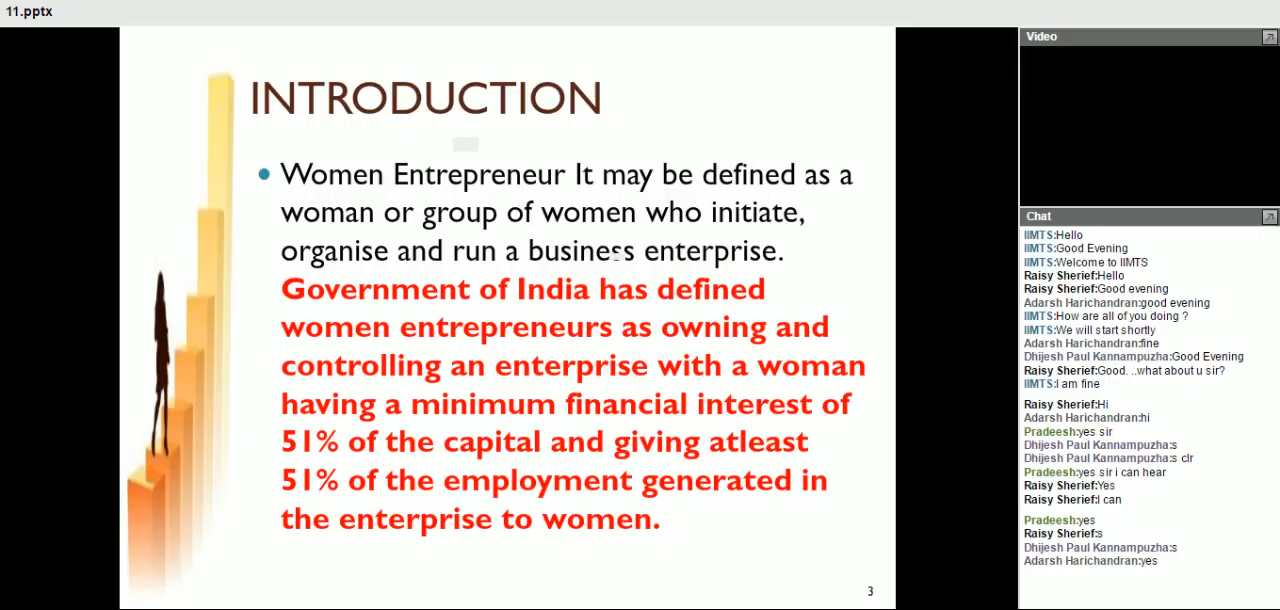 11.pptx
INTRODUCTION
• Women Entrepreneur It may be defined as a
woman or group of women who initiate,
organise and run a business enterprise.
Government of India has defined
women entrepreneurs as owning and
controlling an enterprise with a woman
having a minimum financial interest of
51% of the capital and giving atleast
51% of the employment generated in
the enterprise to women.
3
Video
Chat
IIMTS:Hello
IIMTS:Good Evening
IIMTS:Welcome to IIMTS
Raisy Sherief:Hello
Raisy Sherief:Good evening
Adarsh Harichandran:good evening
IIMTS:How are all of you doing ?
IIMTS:We will start shortly
Adarsh Harichandran:fine
Dhijesh Paul Kannampuzha:Good Evening
Raisy Sherief:Good. ..what about u sir?
IIMTS:I am fine
Raisy Sherief:Hi
Adarsh Harichandran:hi
Pradeesh:yes sir
Dhijesh Paul Kannampuzha:s
Dhijesh Paul Kannampuzha:s clr
Pradeesh:yes sir i can hear
Raisy Sherief:Yes
Raisy Sherief:I can
Pradeesh:yes
Raisy Sherief:s
Dhijesh Paul Kannampuzha:s
Adarsh Harichandran:yes